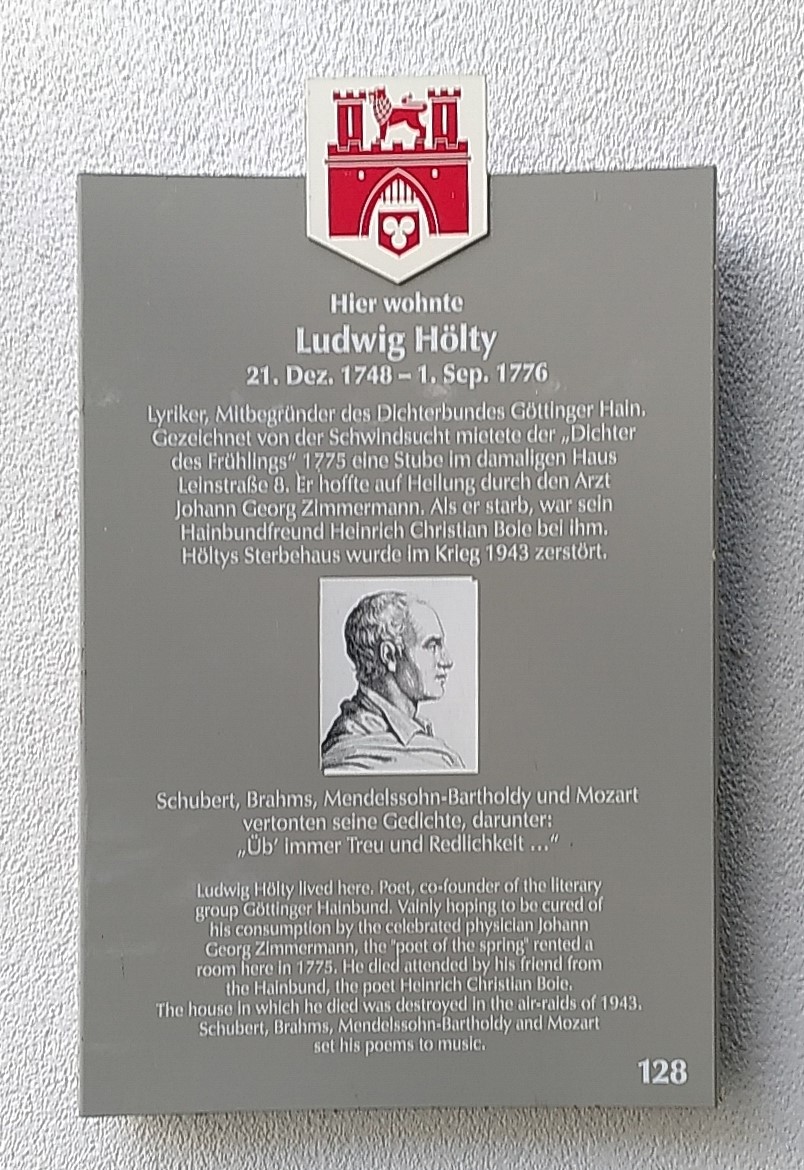 Hier wohnte
Ludwig Hölty
21. Dez. 1748 – 1. Sep. 1776
Lyriker, Mitbegründer des Dichterbundes Göttinger Hain.
Gezeichnet von der Schwindsucht mietete der „Dichter
des Frühlings“ 1775 eine Stube im damaligen Haus
Leinstraße 8. Er hoffte auf Heilung durch den Arzt
Johann Georg Zimmermann. Als er starb, war sein
Hainbundfreund Heinrich Christian Boie bei ihm.
Höltys Sterbehaus wurde im Krieg 1943 zerstört.
Schubert, Brahms, Mendelssohn-Bartholdy und Mozart
vertonten seine Gedichte, darunter:
„Üb’ immer Treu und Redlichkeit ...“
Ludwig Hölty lived here. Poet, co-founder of the literary
group Göttinger Hainbund. Vainly hoping to be cured of
his consumption by the celebrated physician Johann
Georg Zimmermann, the "poet of the spring" rented a
room here in 1775. He died attended by his friend from
the Hainbund, the poet Heinrich Christian Boie.
The house in which he died was destroyed in the air-raids of 1943.
Schubert, Brahms, Mendelssohn-Bartholdy and Mozart
set his poems to music.
128